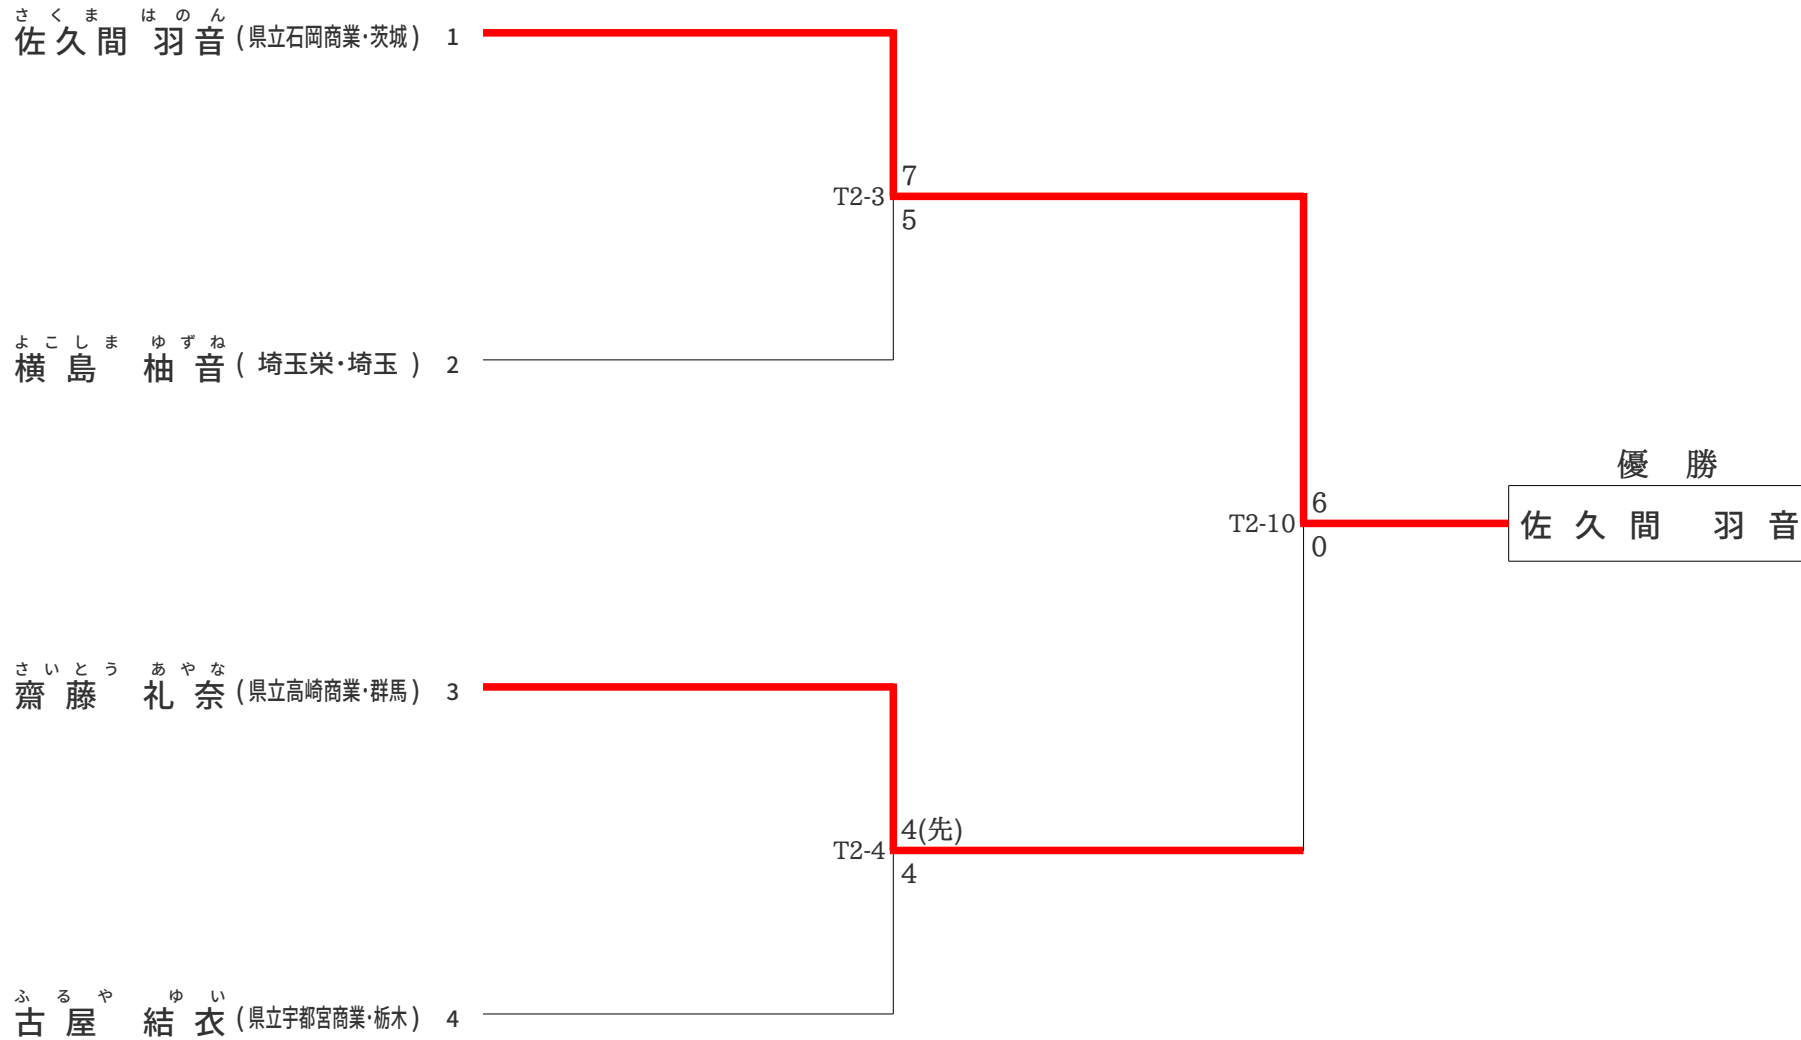 さくま はのん
佐久間 羽音 (県立石岡商業･茨城) 1
7
T2-3
5
よこしま ゆずね
横島 柚音 (埼玉栄･埼玉) 2
優勝
6
T2-10
佐久間 羽音
0
さいとう あやな
齋藤 礼奈 (県立高崎商業･群馬) 3
4(先)
T2-4
4
ふるや ゆい
古屋 結衣 (県立宇都宮商業･栃木) 4